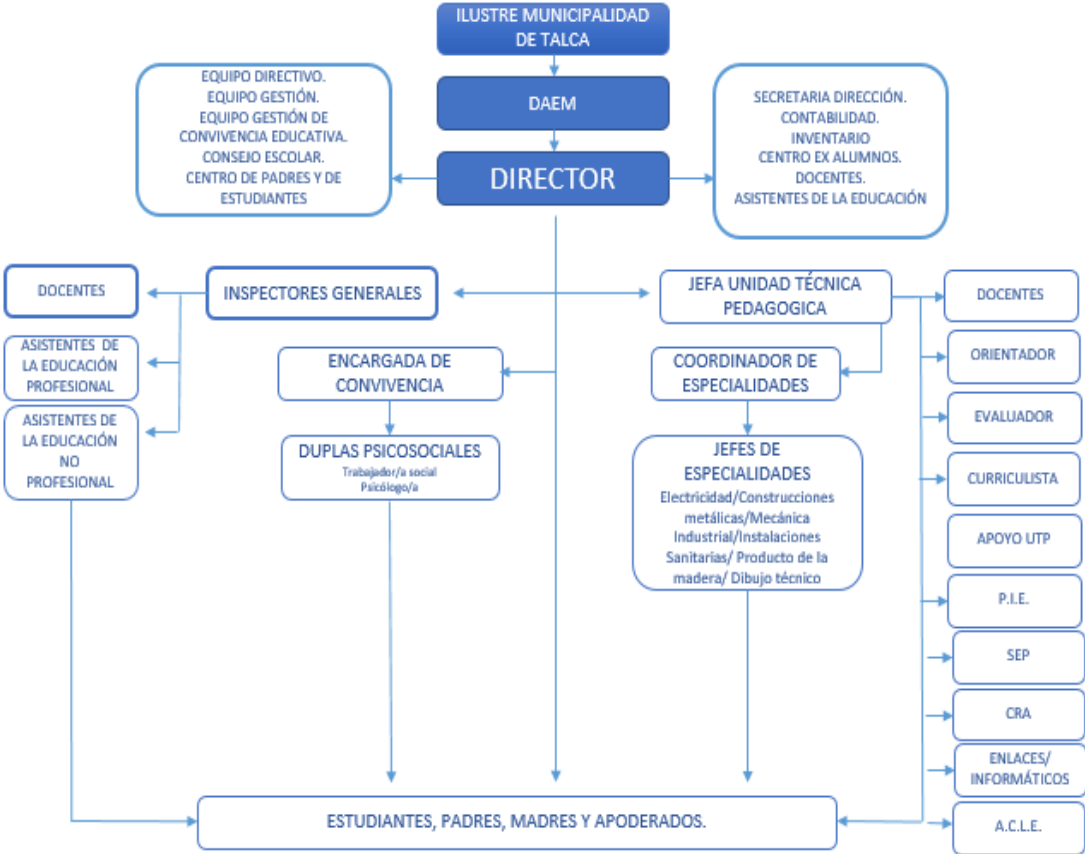 ILUSTRE MUNICIPALIDAD
DE TALCA
DAEM
DIRECTOR
EQUIPO DIRECTIVO.
EQUIPO GESTIÓN.
EQUIPO GESTIÓN DE
CONVIVENCIA EDUCATIVA.
CONSEJO ESCOLAR.
CENTRO DE PADRES Y DE
ESTUDIANTES
SECRETARIA DIRECCIÓN.
CONTABILIDAD.
INVENTARIO
CENTRO EX ALUMNOS.
DOCENTES.
ASISTENTES DE LA EDUCACIÓN
DOCENTES
INSPECTORES GENERALES
JEFA UNIDAD TÉCNICA
PEDAGOGICA
DOCENTES
ASISTENTES DE
LA EDUCACIÓN
PROFESIONAL
ASISTENTES DE
LA EDUCACIÓN
NO
PROFESIONAL
ENCARGADA DE
CONVIVENCIA
DUPLAS PSICOSOCIALES
Trabajador/a social
Psicólogo/a
COORDINADOR DE
ESPECIALIDADES
JEFES DE
ESPECIALIDADES
Electricidad/Construcciones
metálicas/Mecánica
Industrial/Instalaciones
Sanitarias/ Producto de la
madera/ Dibujo técnico
ORIENTADOR
EVALUADOR
CURRICULISTA
APOYO UTP
P.I.E.
SEP
CRA
ENLACES/
INFORMÁTICOS
A.C.L.E.
ESTUDIANTES, PADRES, MADRES Y APODERADOS.